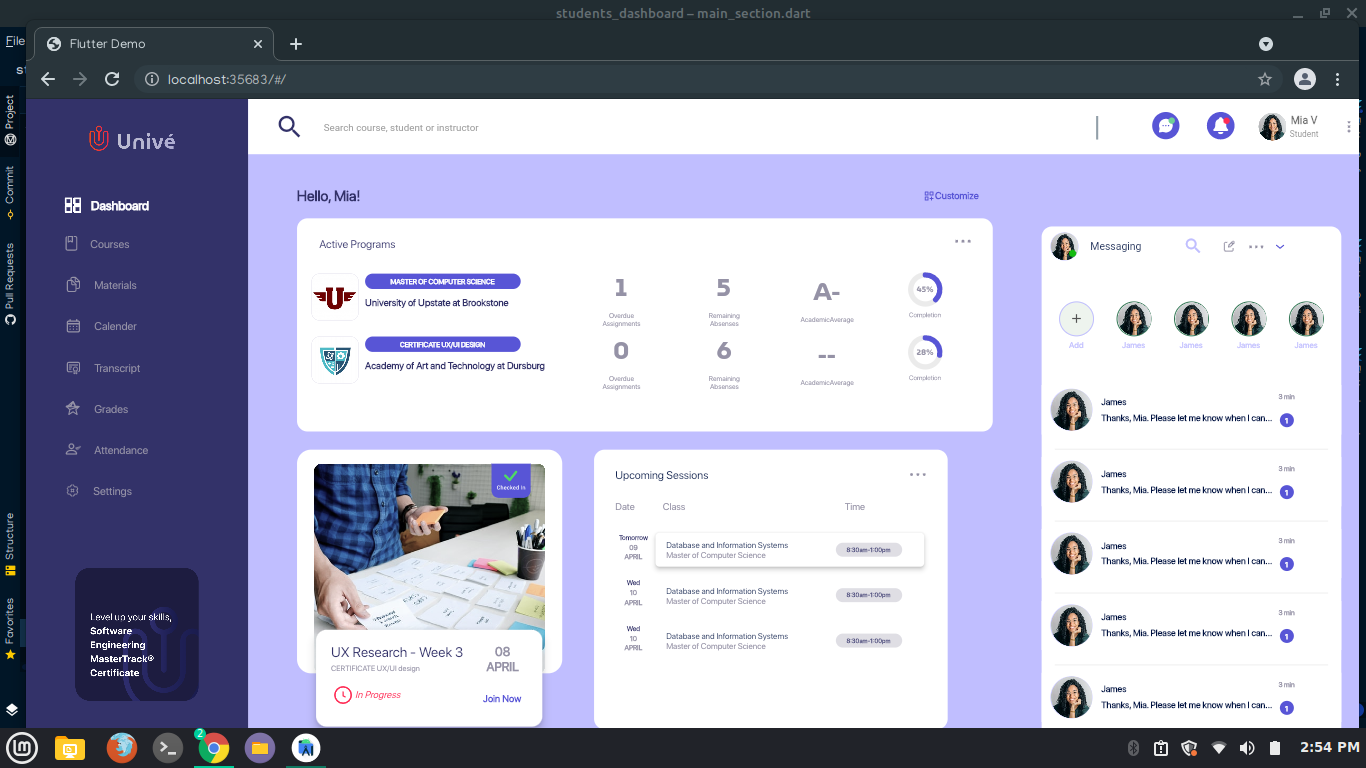 students_dashboard – main_section.dart
File
Flutter Demo
localhost:35683/#/
Project
Commit
Pull Requests
Structure
Favorites
Univé
Dashboard
Courses
Materials
Calender
Transcript
Grades
Attendance
Settings
Level up your skills,
Software
Engineering
MasterTrack®
Certificate
Search course, student or instructor
Mia V
Student
Hello, Mia!
Customize
Active Programs
MASTER OF COMPUTER SCIENCE
University of Upstate at Brookstone
1
Overdue
Assignments
5
Remaining
Absenses
A-
AcademicAverage
45%
Completion
CERTIFICATE UX/UI DESIGN
Academy of Art and Technology at Dursburg
0
Overdue
Assignments
6
Remaining
Absenses
--
AcademicAverage
28%
Completion
Checked In
UX Research - Week 3
CERTIFICATE UX/UI design
08
APRIL
In Progress
Join Now
Upcoming Sessions
Date Class Time
Tomorrow
09
APRIL
Database and Information Systems
Master of Computer Science
8:30am-1:00pm
Wed
10
APRIL
Database and Information Systems
Master of Computer Science
8:30am-1:00pm
Wed
10
APRIL
Database and Information Systems
Master of Computer Science
8:30am-1:00pm
Messaging
Add James James James James
James 3 min
Thanks, Mia. Please let me know when I can... 1
James 3 min
Thanks, Mia. Please let me know when I can... 1
James 3 min
Thanks, Mia. Please let me know when I can... 1
James 3 min
Thanks, Mia. Please let me know when I can... 1
James 3 min
Thanks, Mia. Please let me know when I can... 1
2
2:54 PM